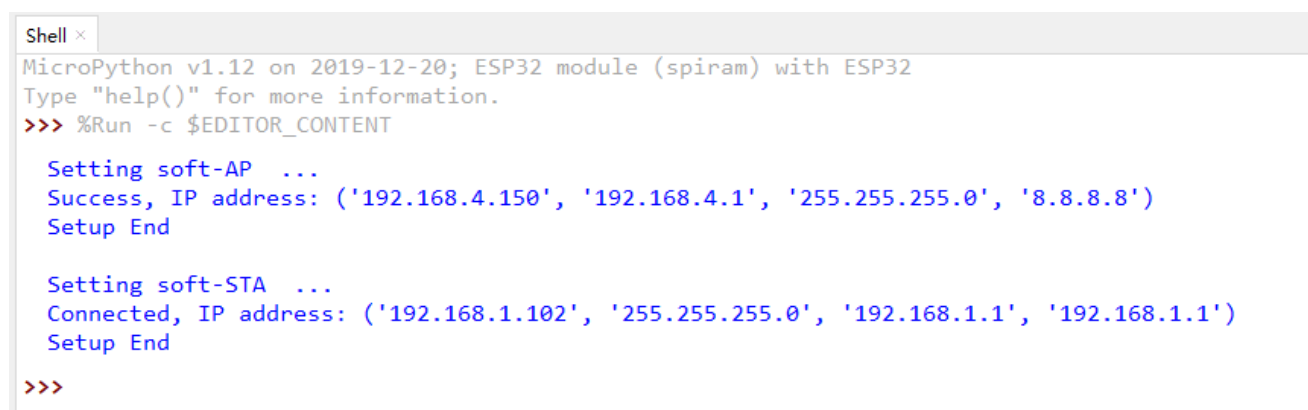 Shell ×
MicroPython v1.12 on 2019-12-20; ESP32 module (spiram) with ESP32
Type "help()" for more information.
>>> %Run -c $EDITOR_CONTENT
Setting soft-AP  ...
Success, IP address: ('192.168.4.150', '192.168.4.1', '255.255.255.0', '8.8.8.8')
Setup End
Setting soft-STA  ...
Connected, IP address: ('192.168.1.102', '255.255.255.0', '192.168.1.1', '192.168.1.1')
Setup End
>>>